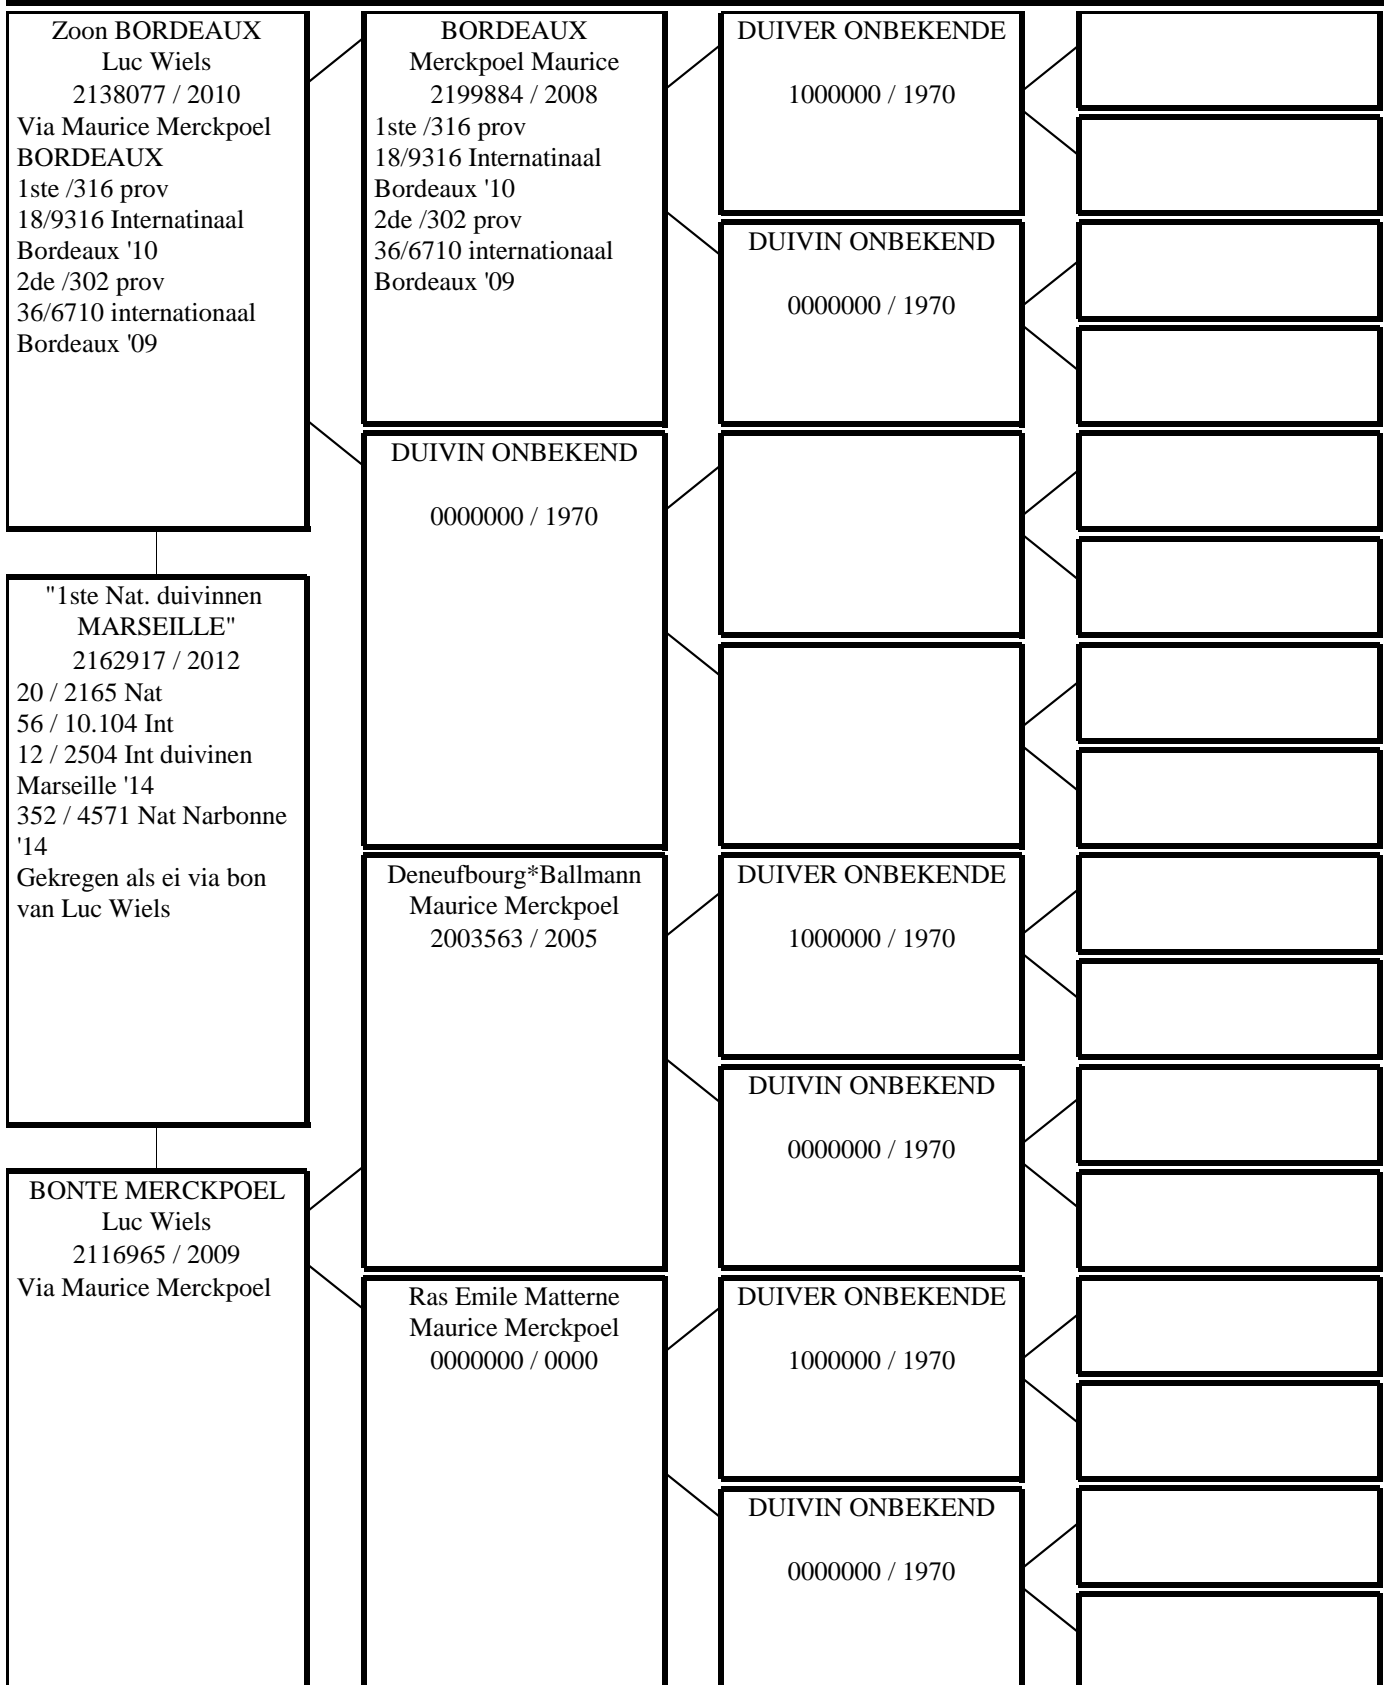 Zoon BORDEAUX
Luc Wiels
2138077 / 2010
Via Maurice Merckpoel
BORDEAUX
1ste /316 prov
18/9316 Internatinaal
Bordeaux '10
2de /302 prov
36/6710 internationaal
Bordeaux '09
"1ste Nat. duivinnen
MARSEILLE"
2162917 / 2012
20 / 2165 Nat
56 / 10.104 Int
12 / 2504 Int duivinen
Marseille '14
352 / 4571 Nat Narbonne
'14
Gekregen als ei via bon
van Luc Wiels
BONTE MERCKPOEL
Luc Wiels
2116965 / 2009
Via Maurice Merckpoel
BORDEAUX
Merckpoel Maurice
2199884 / 2008
1ste /316 prov
18/9316 Internatinaal
Bordeaux '10
2de /302 prov
36/6710 internationaal
Bordeaux '09
DUIVIN ONBEKEND
0000000 / 1970
Deneufbourg*Ballmann
Maurice Merckpoel
2003563 / 2005
Ras Emile Matterne
Maurice Merckpoel
0000000 / 0000
DUIVER ONBEKENDE
1000000 / 1970
DUIVIN ONBEKEND
0000000 / 1970
DUIVER ONBEKENDE
1000000 / 1970
DUIVIN ONBEKEND
0000000 / 1970
DUIVER ONBEKENDE
1000000 / 1970
DUIVIN ONBEKEND
0000000 / 1970